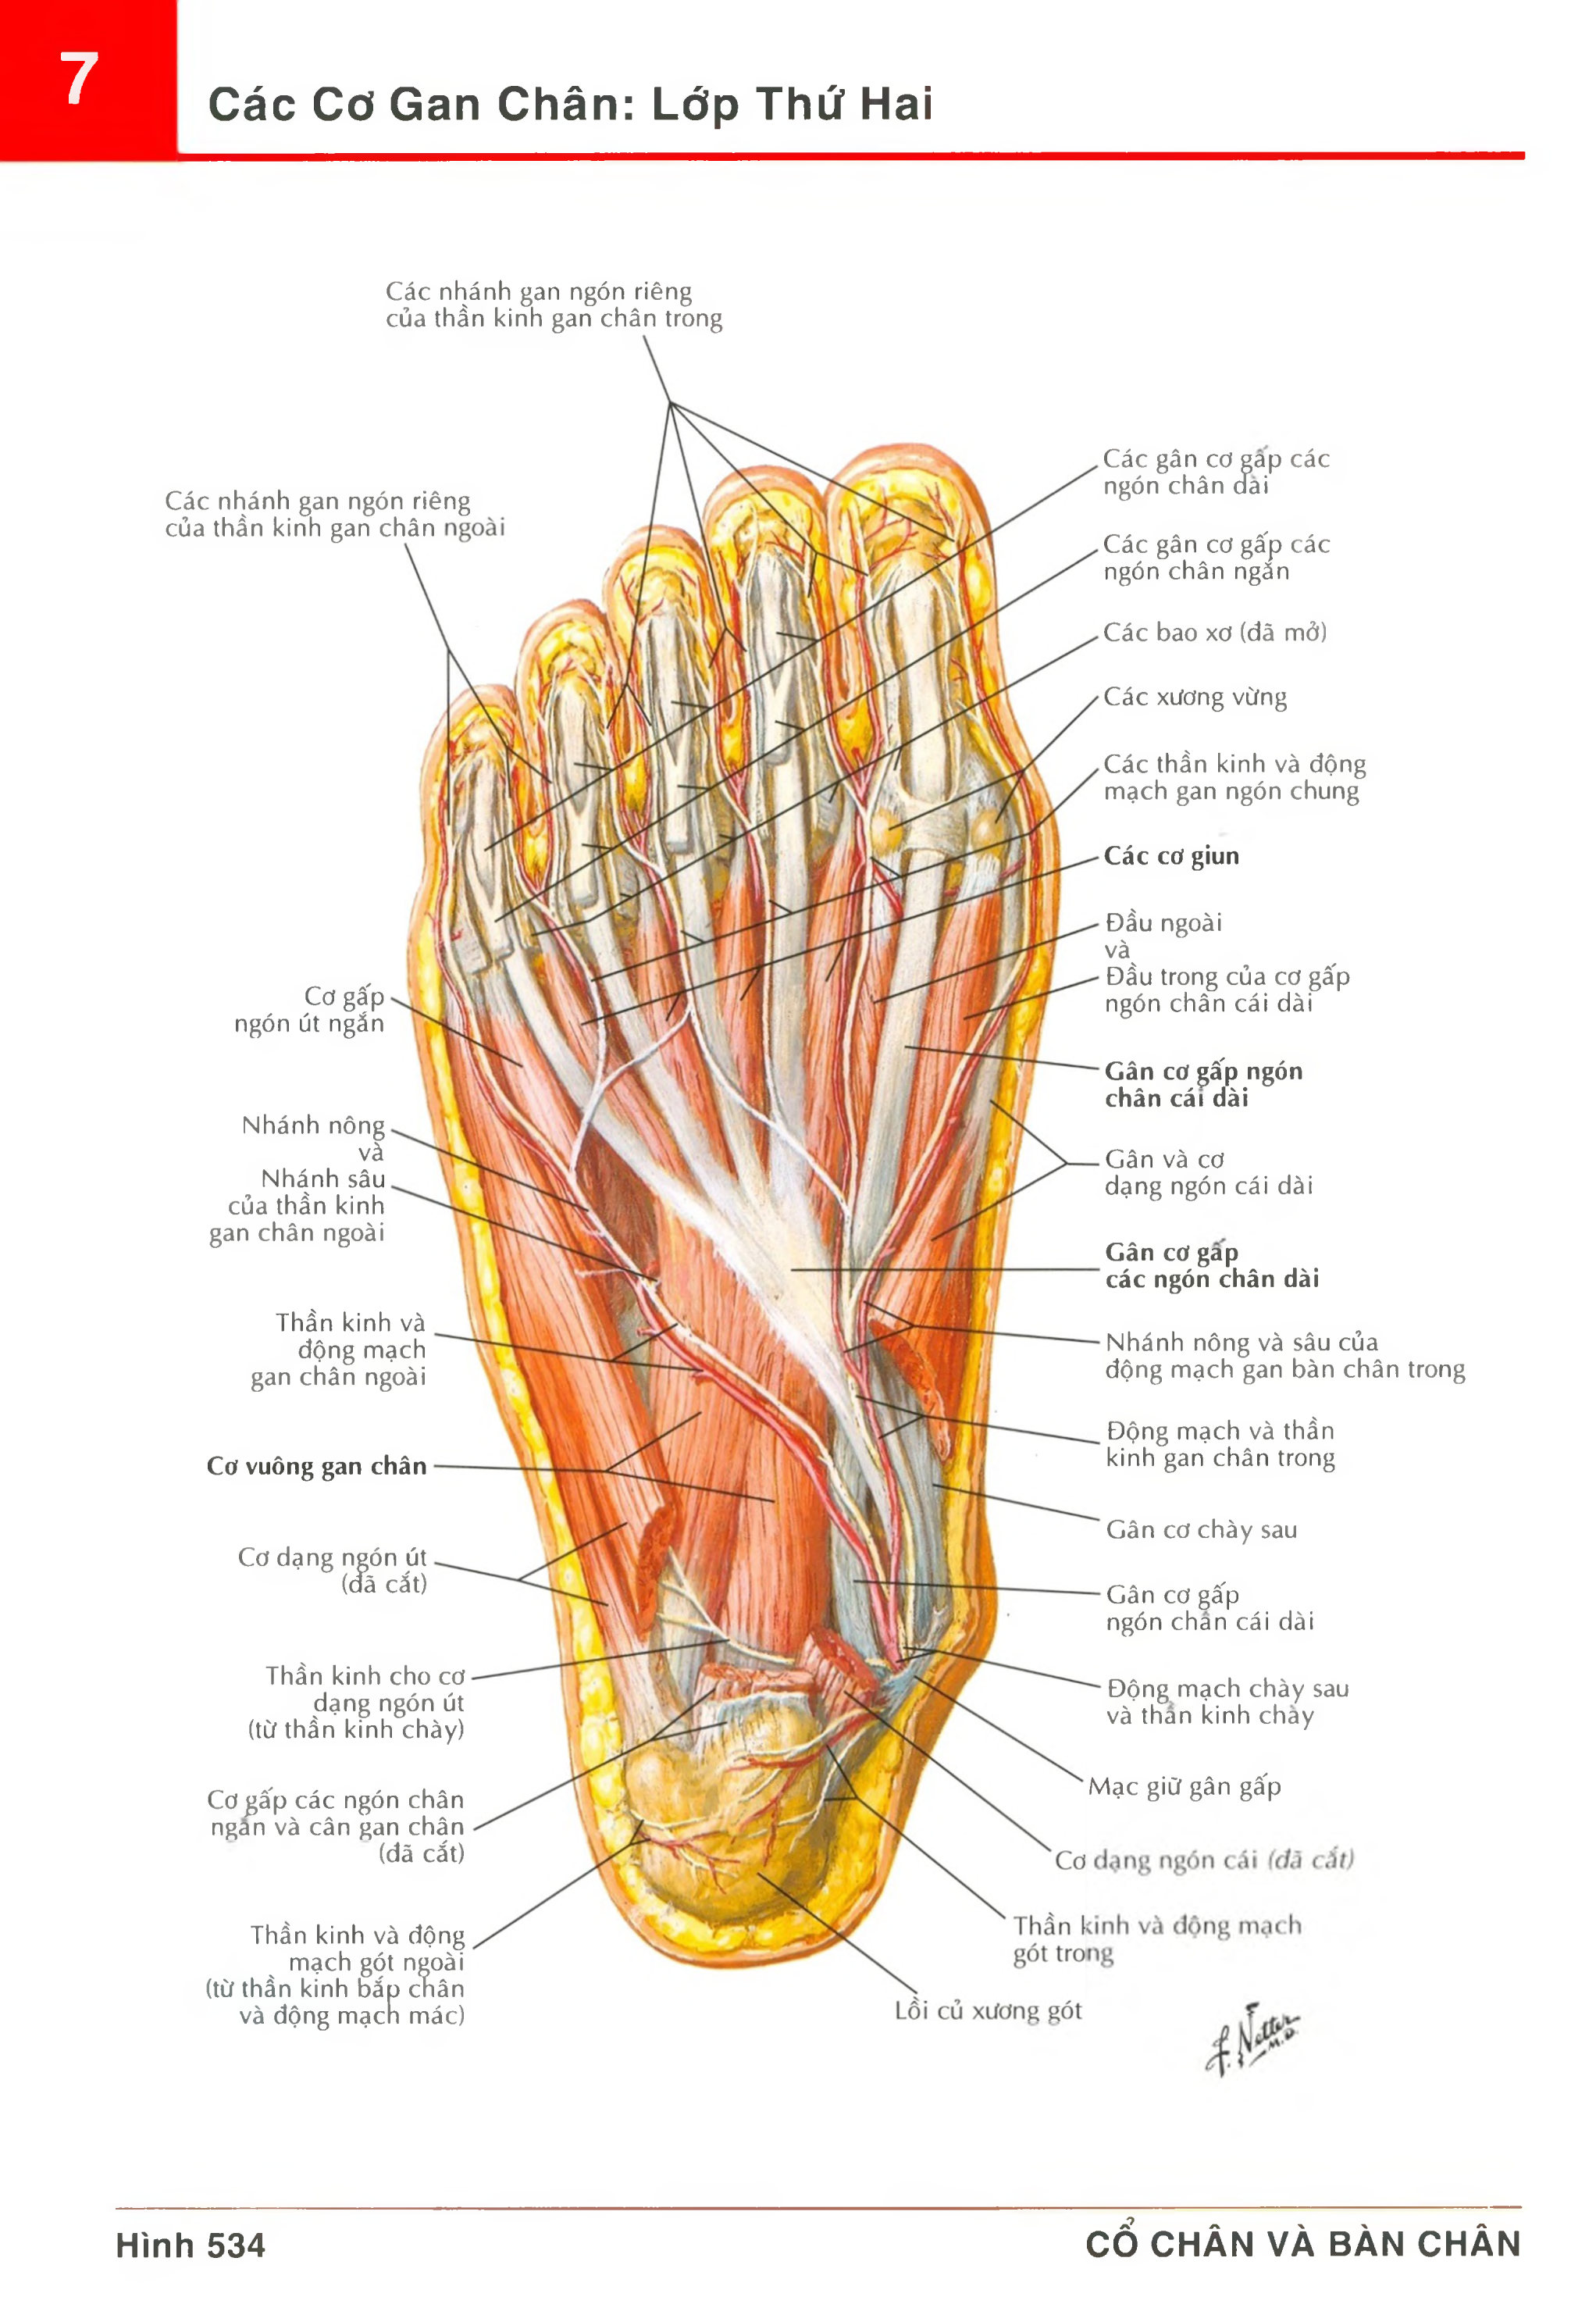 7
Các Cơ Gan Chân: Lớp Thứ Hai
Các nhánh gan ngón riêng
của thần kinh gan chân trong
Các nhánh gan ngón riêng
của thần kinh gan chân ngoài
Cơ gấp
ngón út ngắn
Nhánh nông
và
Nhánh sâu
của thần kinh
gan chân ngoài
Thần kinh và
động mạch
gan chân ngoài
Cơ vuông gan chân
Cơ dạng ngón út
(đã cắt)
Thần kinh cho cơ
dạng ngón út
(từ thần kinh chày)
Cơ gấp các ngón chân
ngắn và cân gan chân
(đã cắt)
Thần kinh và động
mạch gót ngoài
(từ thần kinh bắp chân
và động mạch mác)
Các gân cơ gấp các
ngón chân dài
Các gân cơ gấp các
ngón chân ngắn
Các bao xơ (đã mở)
Các xương vừng
Các thần kinh và động
mạch gan ngón chung
Các cơ giun
Đầu ngoài
và
Đầu trong của cơ gấp
ngón chân cái dài
Gân cơ gấp ngón
chân cái dài
Gân và cơ
dạng ngón cái dài
Gân cơ gấp
các ngón chân dài
Nhánh nông và sâu của
động mạch gan bàn chân trong
Động mạch và thần
kinh gan chân trong
Gân cơ chày sau
Gân cơ gấp
ngón chân cái dài
Động mạch chày sau
và thần kinh chày
Mạc giữ gân gấp
Cơ dạng ngón cái (đã cắt)
Thần kinh và động mạch
gót trong
Lồi củ xương gót
F. Netter
M.D.
Hình 534
CỔ CHÂN VÀ BÀN CHÂN